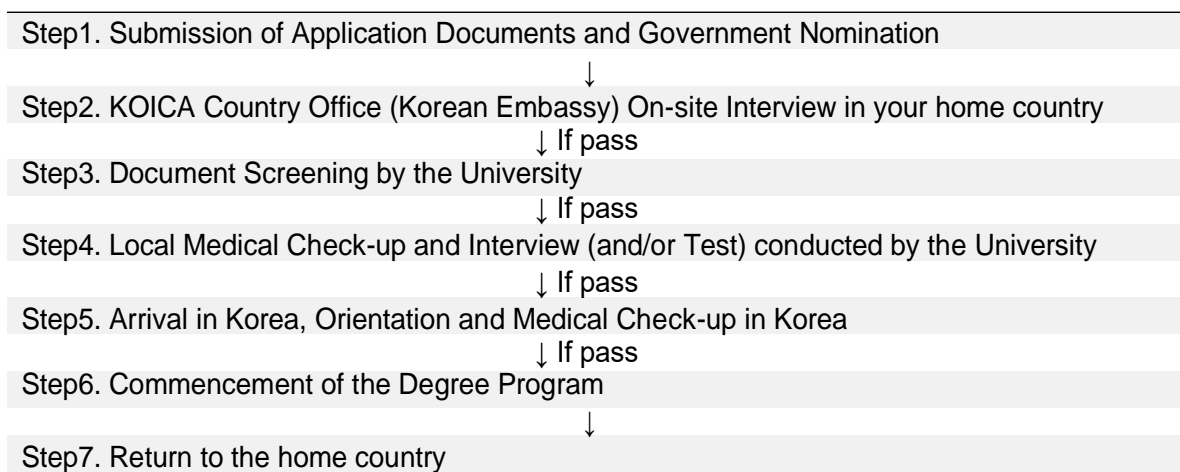 Step1. Submission of Application Documents and Government Nomination
↓
Step2. KOICA Country Office (Korean Embassy) On-site Interview in your home country
↓ If pass
Step3. Document Screening by the University
↓ If pass
Step4. Local Medical Check-up and Interview (and/or Test) conducted by the University
↓ If pass
Step5. Arrival in Korea, Orientation and Medical Check-up in Korea
↓ If pass
Step6. Commencement of the Degree Program
↓
Step7. Return to the home country